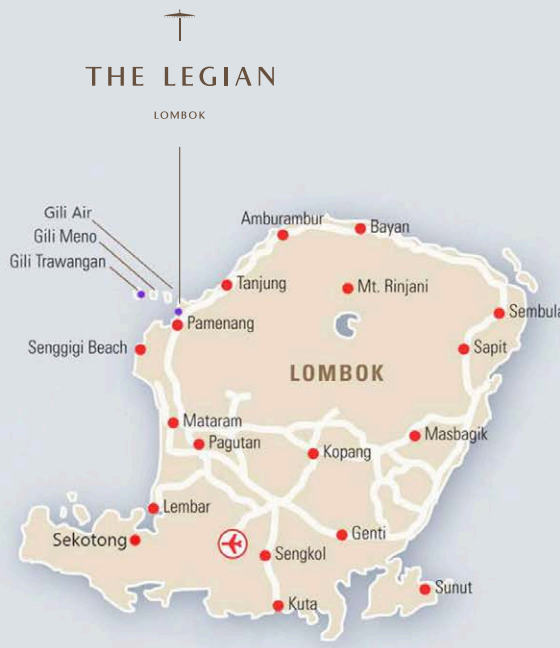 THE LEGIAN
LOMBOK
Gili Air
Gili Meno
Gili Trawangan
Amburambur
Bayan
Tanjung
Mt. Rinjani
Pamenang
Sembula
Senggigi Beach
Sapit
LOMBOK
Mataram
Pagutan
Masbagik
Kopang
Lembar
Sekotong
Genti
Sengkol
Sunut
Kuta